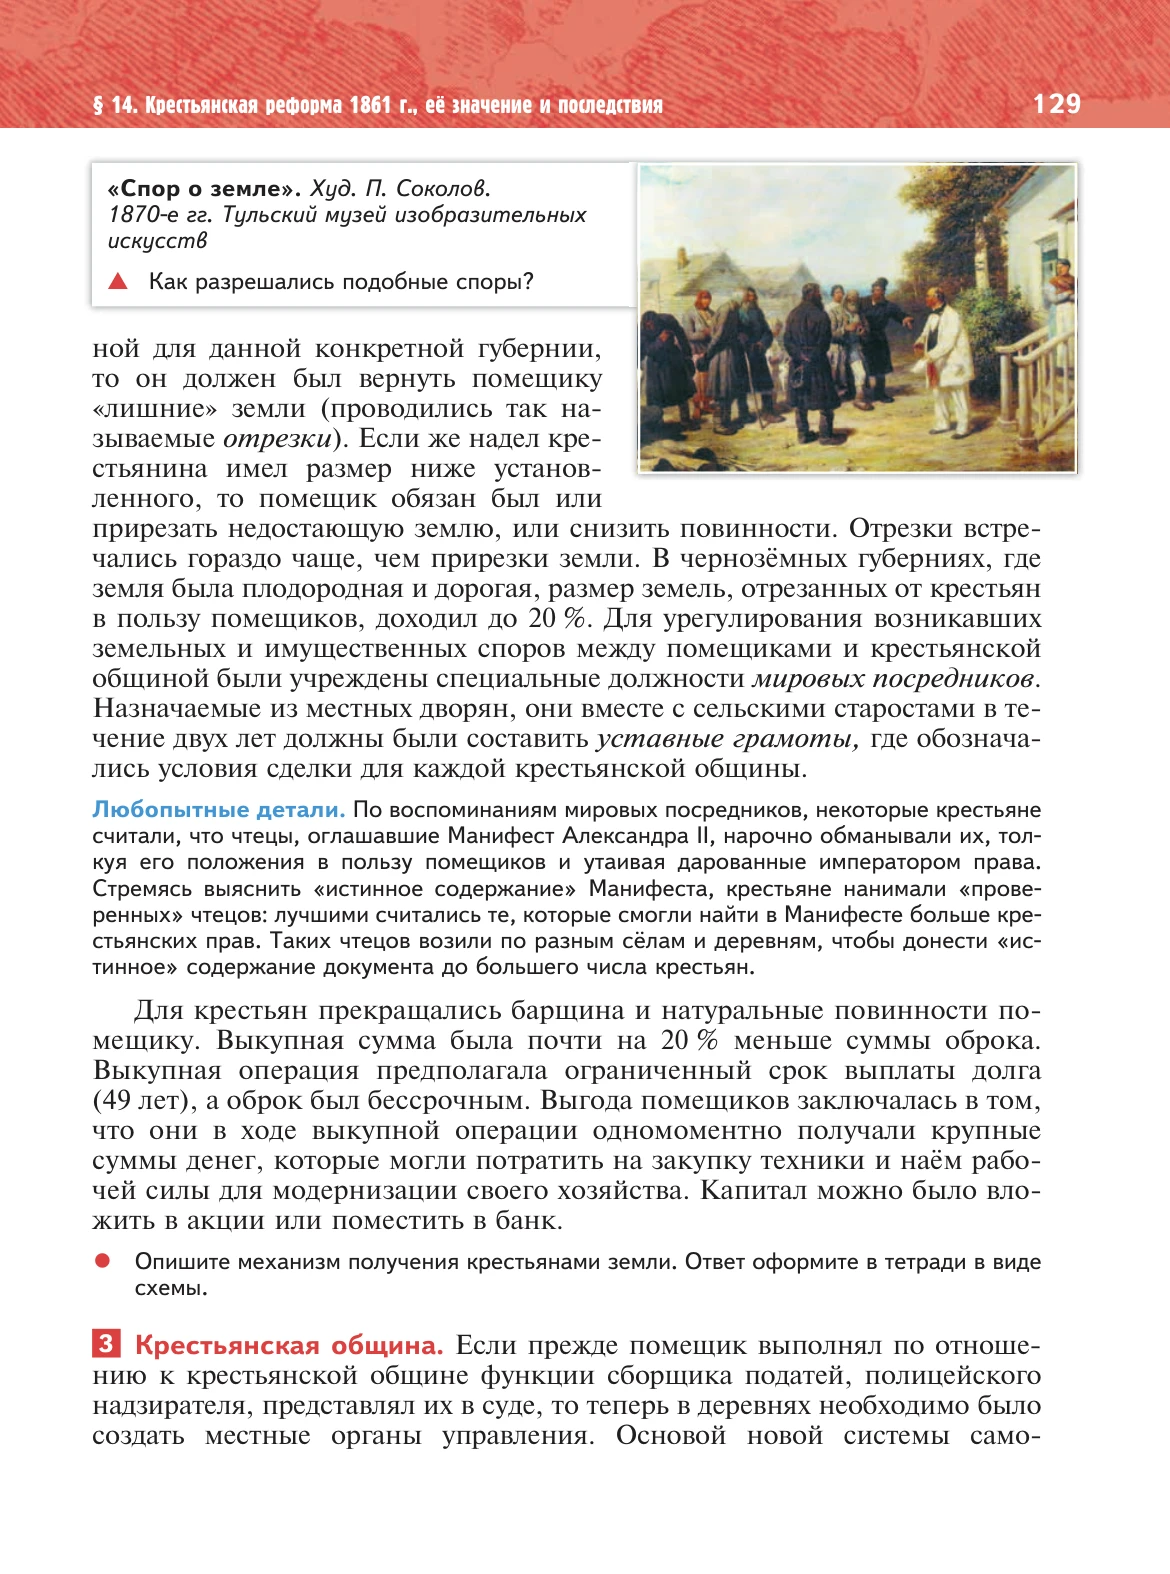 § 14. Крестьянская реформа 1861 г., её значение и последствия
129
«Спор о земле». Худ. П. Соколов.
1870-е гг. Тульский музей изобразительных
искусств
Как разрешались подобные споры?
ной для данной конкретной губернии,
то он должен был вернуть помещику
«лишние» земли (проводились так на-
зываемые отрезки). Если же надел кре-
стьянина имел размер ниже установ-
ленного, то помещик обязан был или
прирезать недостающую землю, или снизить повинности. Отрезки встре-
чались гораздо чаще, чем прирезки земли. В чернозёмных губерниях, где
земля была плодородная и дорогая, размер земель, отрезанных от крестьян
в пользу помещиков, доходил до 20 %. Для урегулирования возникавших
земельных и имущественных споров между помещиками и крестьянской
общиной были учреждены специальные должности мировых посредников.
Назначаемые из местных дворян, они вместе с сельскими старостами в те-
чение двух лет должны были составить уставные грамоты, где обознача-
лись условия сделки для каждой крестьянской общины.
Любопытные детали. По воспоминаниям мировых посредников, некоторые крестьяне
считали, что чтецы, оглашавшие Манифест Александра II, нарочно обманывали их, тол-
куя его положения в пользу помещиков и утаивая дарованные императором права.
Стремясь выяснить «истинное содержание» Манифеста, крестьяне нанимали «прове-
ренных» чтецов: лучшими считались те, которые смогли найти в Манифесте больше кре-
стьянских прав. Таких чтецов возили по разным сёлам и деревням, чтобы донести «ис-
тинное» содержание документа до большего числа крестьян.
Для крестьян прекращались барщина и натуральные повинности по-
мещику. Выкупная сумма была почти на 20 % меньше суммы оброка.
Выкупная операция предполагала ограниченный срок выплаты долга
(49 лет), а оброк был бессрочным. Выгода помещиков заключалась в том,
что они в ходе выкупной операции одномоментно получали крупные
суммы денег, которые могли потратить на закупку техники и наём рабо-
чей силы для модернизации своего хозяйства. Капитал можно было вло-
жить в акции или поместить в банк.
Опишите механизм получения крестьянами земли. Ответ оформите в тетради в виде
схемы.
3 Крестьянская община. Если прежде помещик выполнял по отноше-
нию к крестьянской общине функции сборщика податей, полицейского
надзирателя, представлял их в суде, то теперь в деревнях необходимо было
создать местные органы управления. Основой новой системы само-